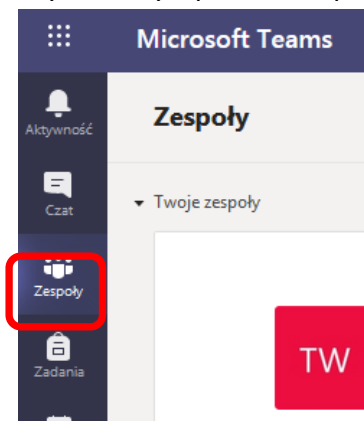 Microsoft Teams
Aktywność
Zespoły
Czat
Twoje zespoły
Zespoły
Zadania
TW